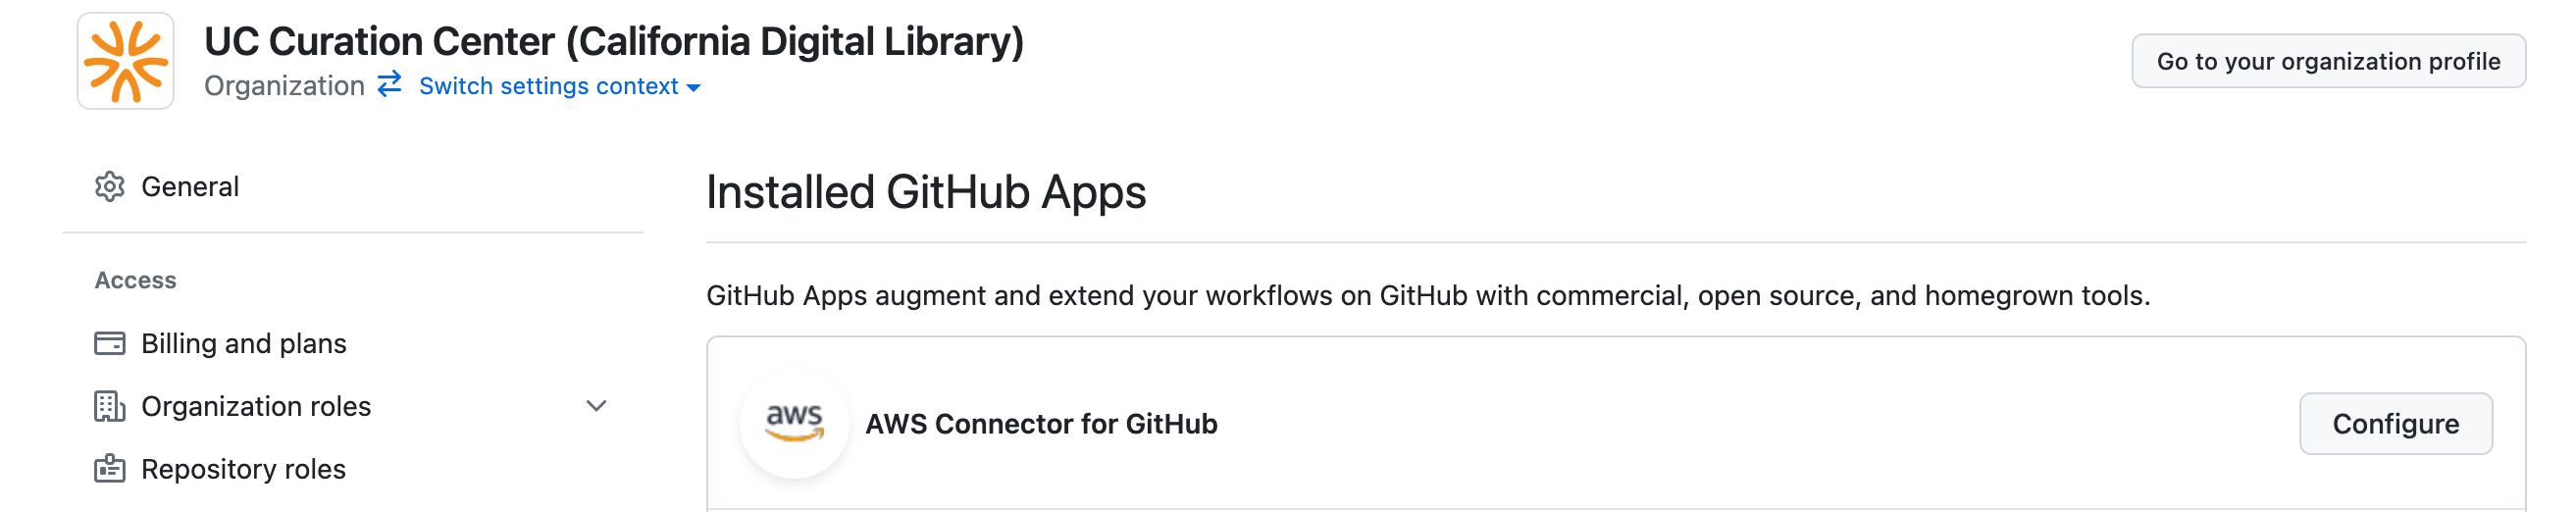 UC Curation Center (California Digital Library)
Organization Switch settings context
Go to your organization profile
General
Access
Billing and plans
Organization roles
Repository roles
Installed GitHub Apps
GitHub Apps augment and extend your workflows on GitHub with commercial, open source, and homegrown tools.
aws
AWS Connector for GitHub
Configure